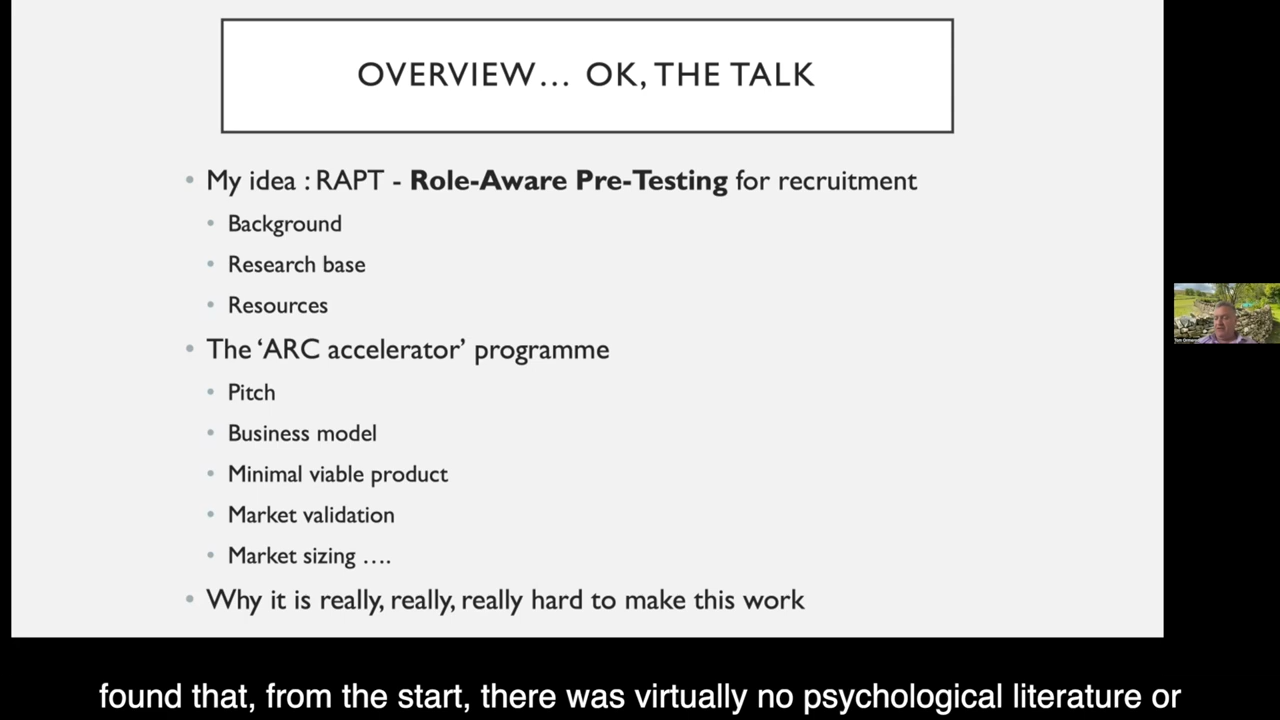 OVERVIEW… OK, THE TALK
• My idea : RAPT - Role-Aware Pre-Testing for recruitment
• Background
• Research base
• Resources
• The ‘ARC accelerator’ programme
• Pitch
• Business model
• Minimal viable product
• Market validation
• Market sizing ….
• Why it is really, really, really hard to make this work
found that, from the start, there was virtually no psychological literature or